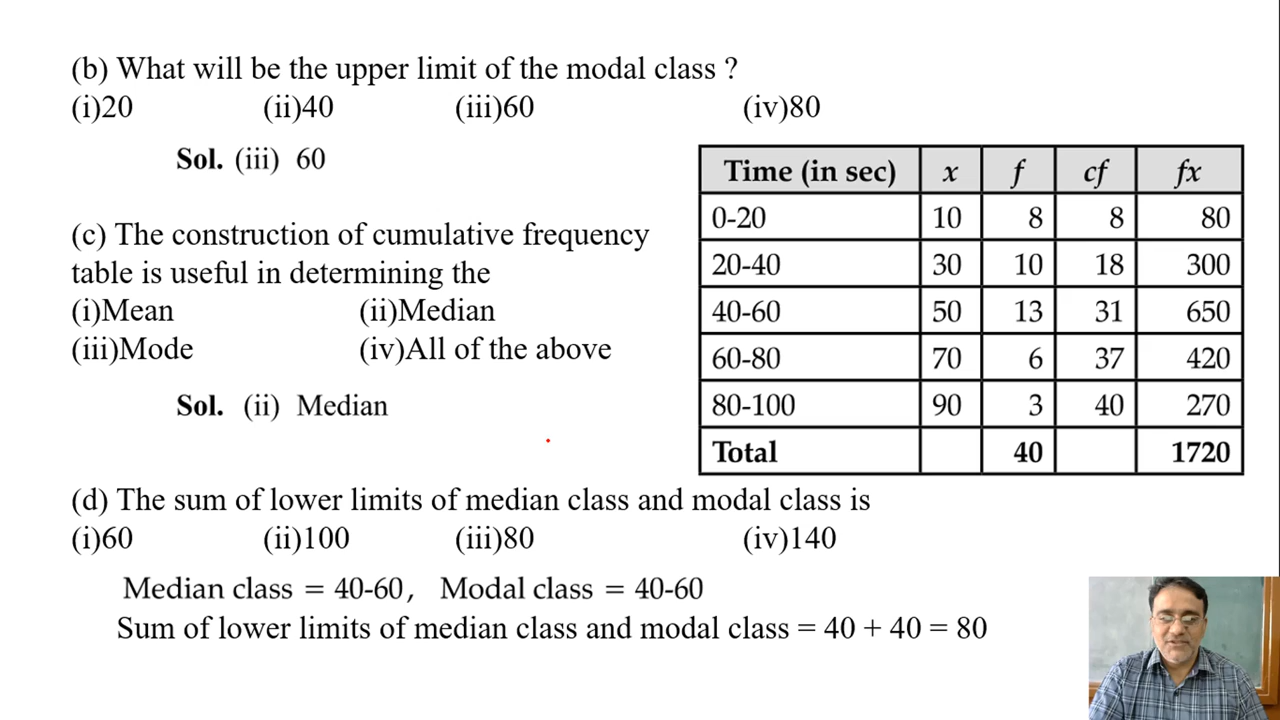 (b) What will be the upper limit of the modal class ?
(i)20 (ii)40 (iii)60 (iv)80
Sol. (iii) 60
(c) The construction of cumulative frequency
table is useful in determining the
(i)Mean (ii)Median
(iii)Mode (iv)All of the above
Sol. (ii) Median
Time (in sec) x f cf fx
0-20 10 8 8 80
20-40 30 10 18 300
40-60 50 13 31 650
60-80 70 6 37 420
80-100 90 3 40 270
Total 40 1720
(d) The sum of lower limits of median class and modal class is
(i)60 (ii)100 (iii)80 (iv)140
Median class = 40-60, Modal class = 40-60
Sum of lower limits of median class and modal class = 40 + 40 = 80